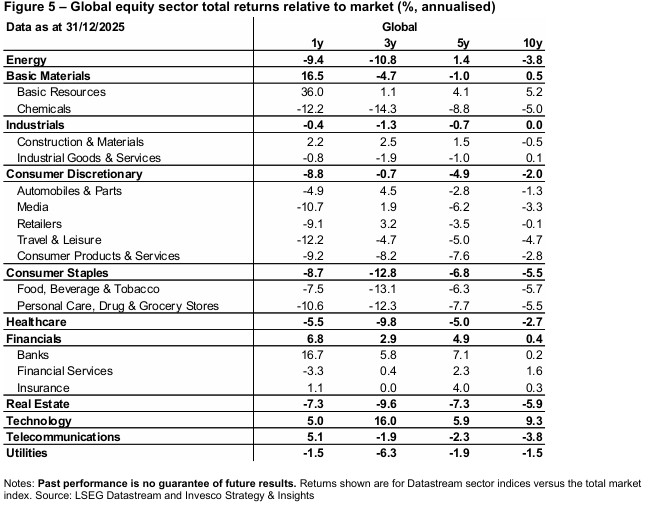 Figure 5 – Global equity sector total returns relative to market (%, annualised)
Data as at 31/12/2025 Global
1y 3y 5y 10y
Energy -9.4 -10.8 1.4 -3.8
Basic Materials 16.5 -4.7 -1.0 0.5
Basic Resources 36.0 1.1 4.1 5.2
Chemicals -12.2 -14.3 -8.8 -5.0
Industrials -0.4 -1.3 -0.7 0.0
Construction & Materials 2.2 2.5 1.5 -0.5
Industrial Goods & Services -0.8 -1.9 -1.0 0.1
Consumer Discretionary -8.8 -0.7 -4.9 -2.0
Automobiles & Parts -4.9 4.5 -2.8 -1.3
Media -10.7 1.9 -6.2 -3.3
Retailers -9.1 3.2 -3.5 -0.1
Travel & Leisure -12.2 -4.7 -5.0 -4.7
Consumer Products & Services -9.2 -8.2 -7.6 -2.8
Consumer Staples -8.7 -12.8 -6.8 -5.5
Food, Beverage & Tobacco -7.5 -13.1 -6.3 -5.7
Personal Care, Drug & Grocery Stores -10.6 -12.3 -7.7 -5.5
Healthcare -5.5 -9.8 -5.0 -2.7
Financials 6.8 2.9 4.9 0.4
Banks 16.7 5.8 7.1 0.2
Financial Services -3.3 0.4 2.3 1.6
Insurance 1.1 0.0 4.0 0.3
Real Estate -7.3 -9.6 -7.3 -5.9
Technology 5.0 16.0 5.9 9.3
Telecommunications 5.1 -1.9 -2.3 -3.8
Utilities -1.5 -6.3 -1.9 -1.5
Notes: Past performance is no guarantee of future results. Returns shown are for Datastream sector indices versus the total market
index. Source: LSEG Datastream and Invesco Strategy & Insights